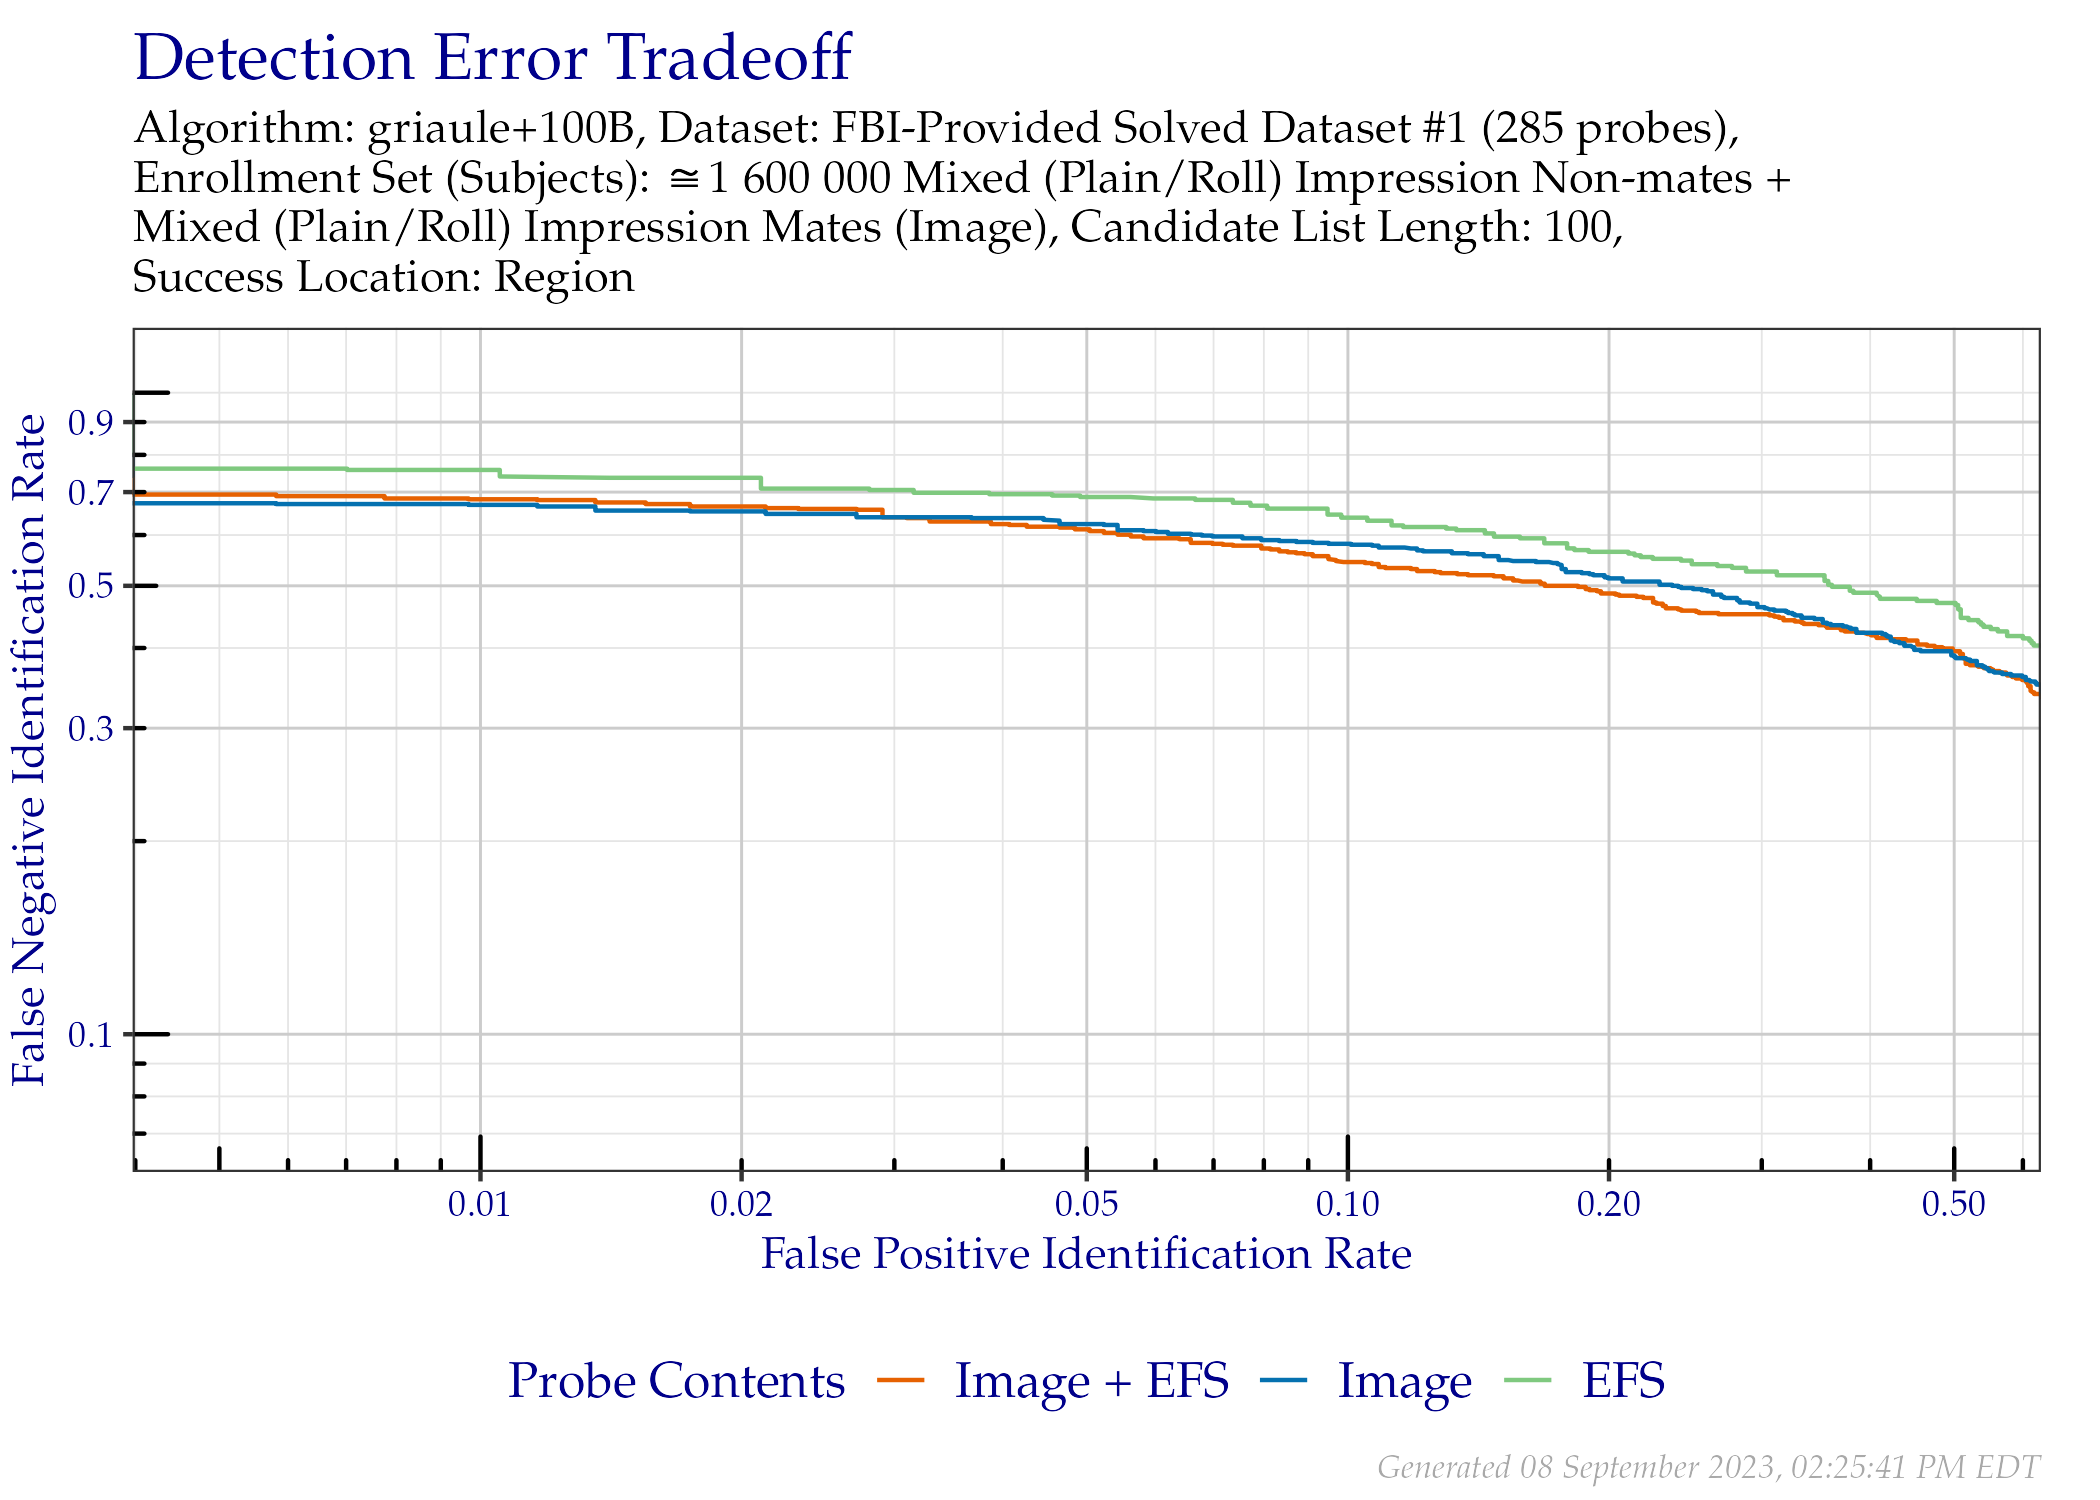 Detection Error Tradeoff
Algorithm: griaule+100B, Dataset: FBI-Provided Solved Dataset #1 (285 probes),
Enrollment Set (Subjects): ≅ 1 600 000 Mixed (Plain/Roll) Impression Non-mates +
Mixed (Plain/Roll) Impression Mates (Image), Candidate List Length: 100,
Success Location: Region
False Negative Identification Rate
0.9
0.7
0.5
0.3
0.1
0.01 0.02 0.05 0.10 0.20 0.50
False Positive Identification Rate
Probe Contents Image + EFS Image EFS
Generated 08 September 2023, 02:25:41 PM EDT